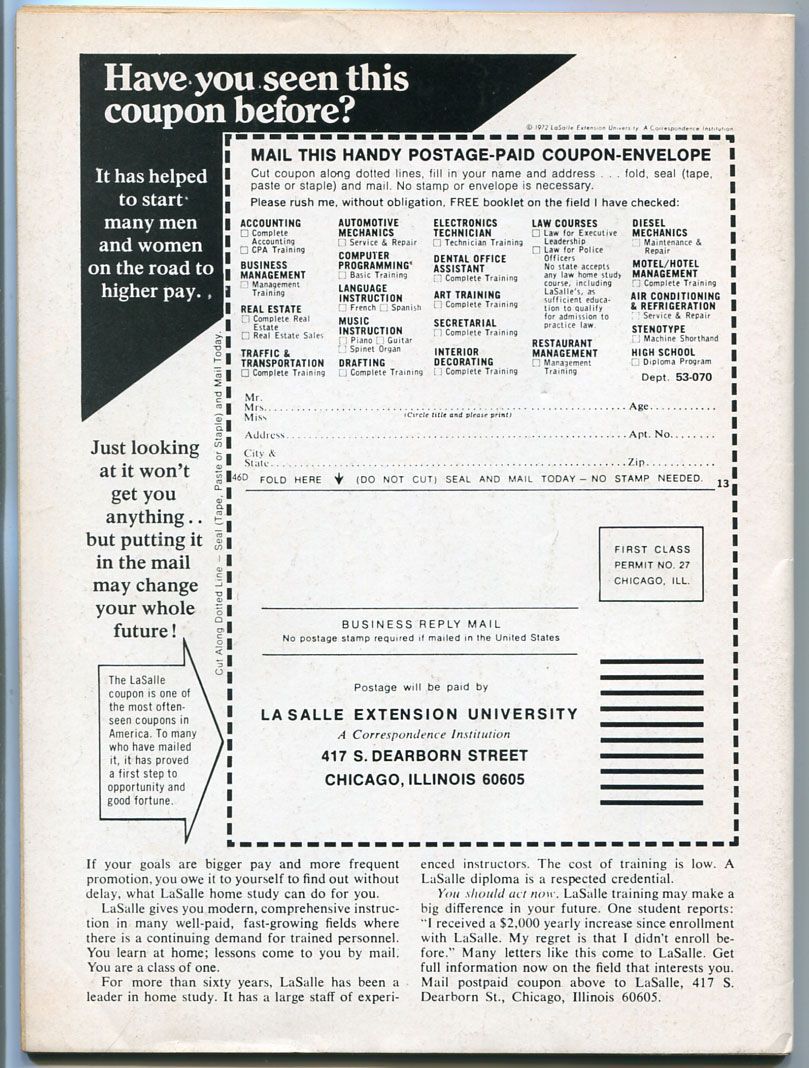 Have you seen this
coupon before?
© 1972 LaSalle Extension University A Correspondence Institution
It has helped
to start
many men
and women
on the road to
higher pay.
MAIL THIS HANDY POSTAGE-PAID COUPON-ENVELOPE
Cut coupon along dotted lines, fill in your name and address . . . fold, seal (tape,
paste or staple) and mail. No stamp or envelope is necessary.
Please rush me, without obligation, FREE booklet on the field I have checked:
ACCOUNTING
Complete
Accounting
CPA Training
BUSINESS
MANAGEMENT
Management
Training
REAL ESTATE
Complete Real
Estate
Real Estate Sales
TRAFFIC &
TRANSPORTATION
Complete Training
AUTOMOTIVE
MECHANICS
Service & Repair
COMPUTER
PROGRAMMING*
Basic Training
LANGUAGE
INSTRUCTION
French Spanish
MUSIC
INSTRUCTION
Piano Guitar
Spinet Organ
DRAFTING
Complete Training
ELECTRONICS
TECHNICIAN
Technician Training
DENTAL OFFICE
ASSISTANT
Complete Training
ART TRAINING
Complete Training
SECRETARIAL
Complete Training
INTERIOR
DECORATING
Complete Training
LAW COURSES
Law for Executive
Leadership
Law for Police
Officers
No state accepts
any law home study
course, including
LaSalle's, as
sufficient educa-
tion to qualify
for admission to
practice law.
RESTAURANT
MANAGEMENT
Management
Training
DIESEL
MECHANICS
Maintenance &
Repair
MOTEL/HOTEL
MANAGEMENT
Complete Training
AIR CONDITIONING
& REFRIGERATION
Service & Repair
STENOTYPE
Machine Shorthand
HIGH SCHOOL
Diploma Program
Dept. 53-070
Mr.
Mrs. Age
Miss (Circle title and please print)
Address Apt. No.
City &
State Zip
46D FOLD HERE (DO NOT CUT) SEAL AND MAIL TODAY – NO STAMP NEEDED. 13
Cut Along Dotted Line – Seal (Tape, Paste or Staple) and Mail Today.
Just looking
at it won't
get you
anything . .
but putting it
in the mail
may change
your whole
future!
FIRST CLASS
PERMIT NO. 27
CHICAGO, ILL.
BUSINESS REPLY MAIL
No postage stamp required if mailed in the United States
Postage will be paid by
LA SALLE EXTENSION UNIVERSITY
A Correspondence Institution
417 S. DEARBORN STREET
CHICAGO, ILLINOIS 60605
The LaSalle
coupon is one of
the most often-
seen coupons in
America. To many
who have mailed
it, it has proved
a first step to
opportunity and
good fortune.
If your goals are bigger pay and more frequent
promotion, you owe it to yourself to find out without
delay, what LaSalle home study can do for you.
LaSalle gives you modern, comprehensive instruc-
tion in many well-paid, fast-growing fields where
there is a continuing demand for trained personnel.
You learn at home; lessons come to you by mail.
You are a class of one.
For more than sixty years, LaSalle has been a
leader in home study. It has a large staff of experi-
enced instructors. The cost of training is low. A
LaSalle diploma is a respected credential.
You should act now. LaSalle training may make a
big difference in your future. One student reports:
"I received a $2,000 yearly increase since enrollment
with LaSalle. My regret is that I didn't enroll be-
fore." Many letters like this come to LaSalle. Get
full information now on the field that interests you.
Mail postpaid coupon above to LaSalle, 417 S.
Dearborn St., Chicago, Illinois 60605.